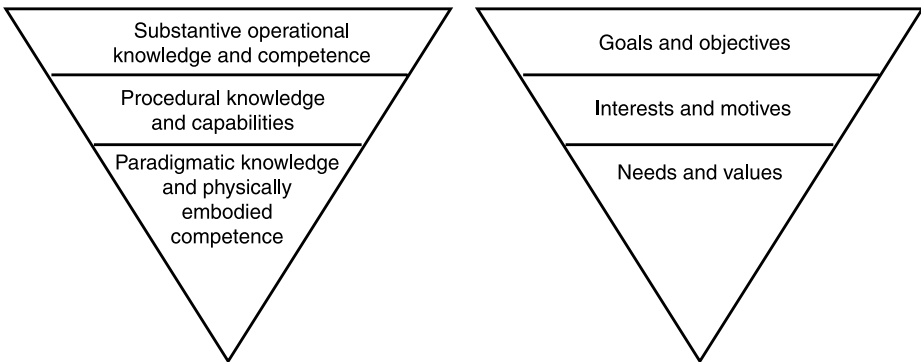 Substantive operational
knowledge and competence
Procedural knowledge
and capabilities
Paradigmatic knowledge
and physically
embodied
competence
Goals and objectives
Interests and motives
Needs and values